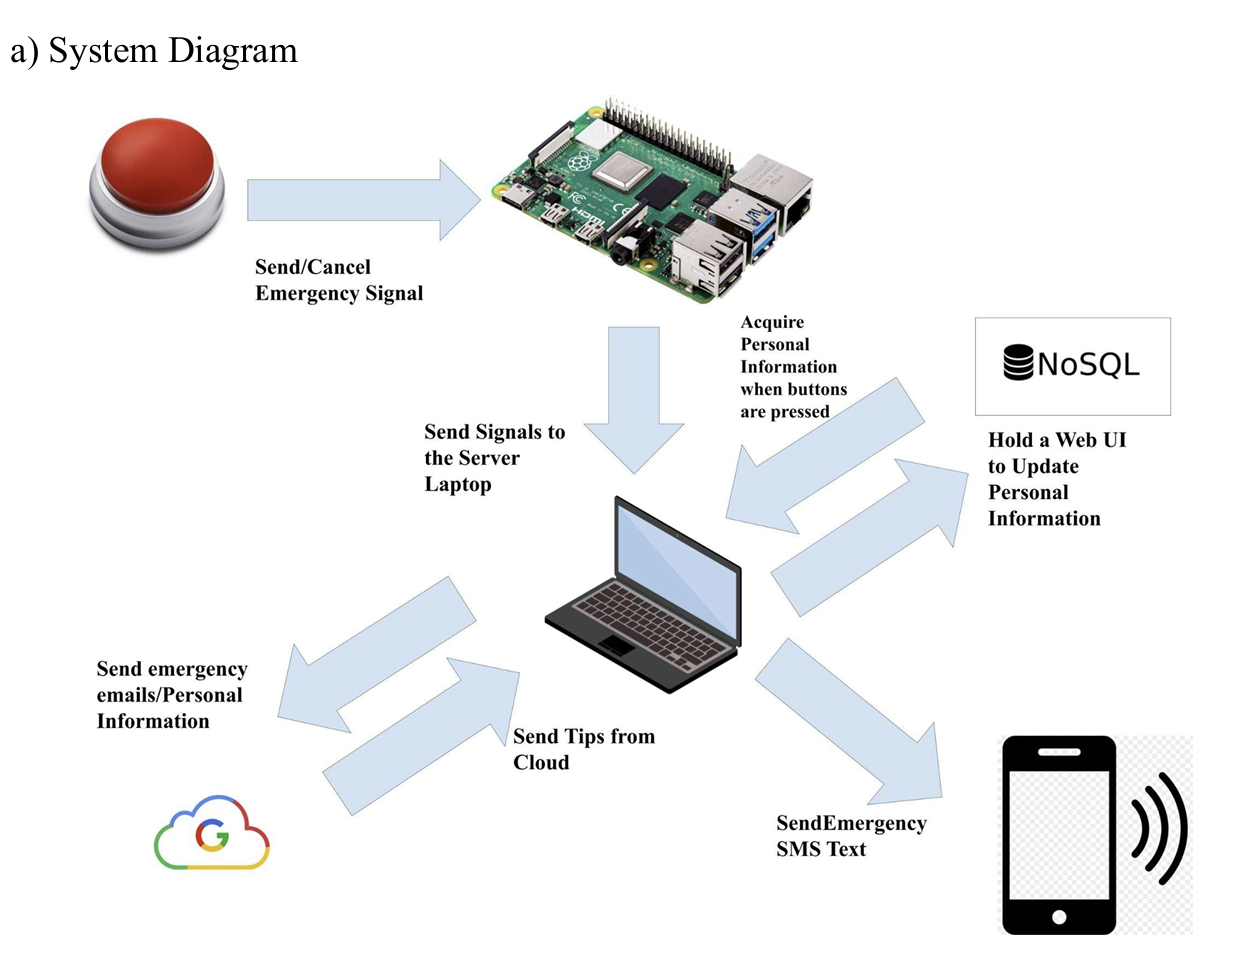 a) System Diagram
Send/Cancel
Emergency Signal
Acquire
Personal
Information
when buttons
are pressed
NoSQL
Send Signals to
the Server
Laptop
Hold a Web UI
to Update
Personal
Information
Send emergency
emails/Personal
Information
Send Tips from
Cloud
G
SendEmergency
SMS Text